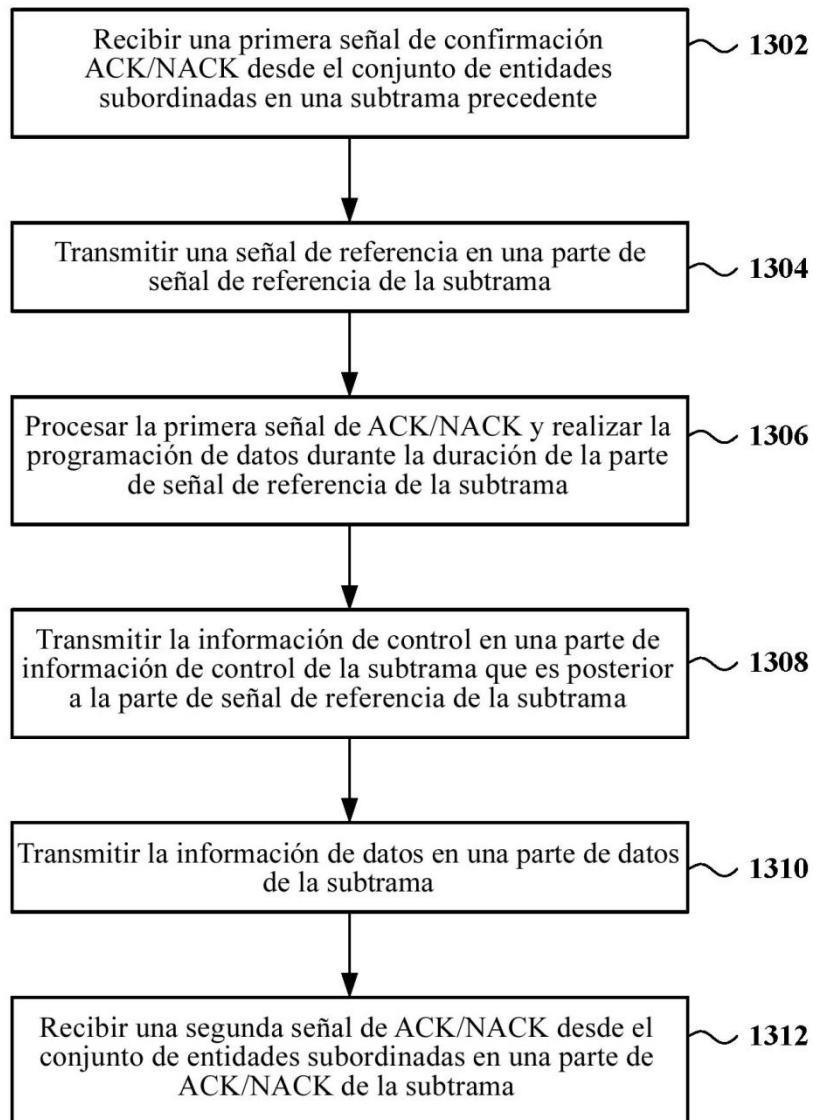 Recibir una primera señal de confirmación
ACK/NACK desde el conjunto de entidades
subordinadas en una subtrama precedente
1302
Transmitir una señal de referencia en una parte de
señal de referencia de la subtrama
1304
Procesar la primera señal de ACK/NACK y realizar la
programación de datos durante la duración de la parte
de señal de referencia de la subtrama
1306
Transmitir la información de control en una parte de
información de control de la subtrama que es posterior
a la parte de señal de referencia de la subtrama
1308
Transmitir la información de datos en una parte de datos
de la subtrama
1310
Recibir una segunda señal de ACK/NACK desde el
conjunto de entidades subordinadas en una parte de
ACK/NACK de la subtrama
1312